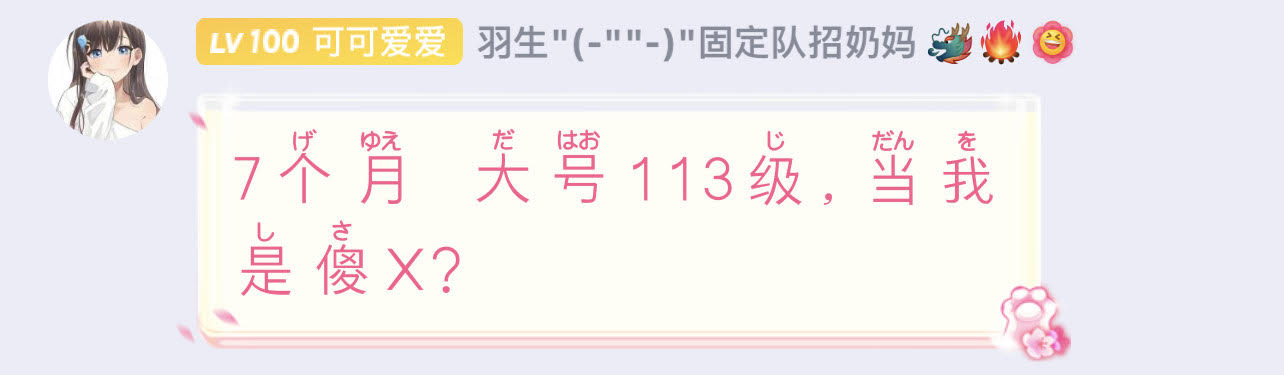 LV100 可可爱爱 羽生"(-""-)"固定队招奶妈 🐲🔥😆
げ ゆえ だ はお じ だん を
7个月 大号113级，当我
し さ
是傻X?